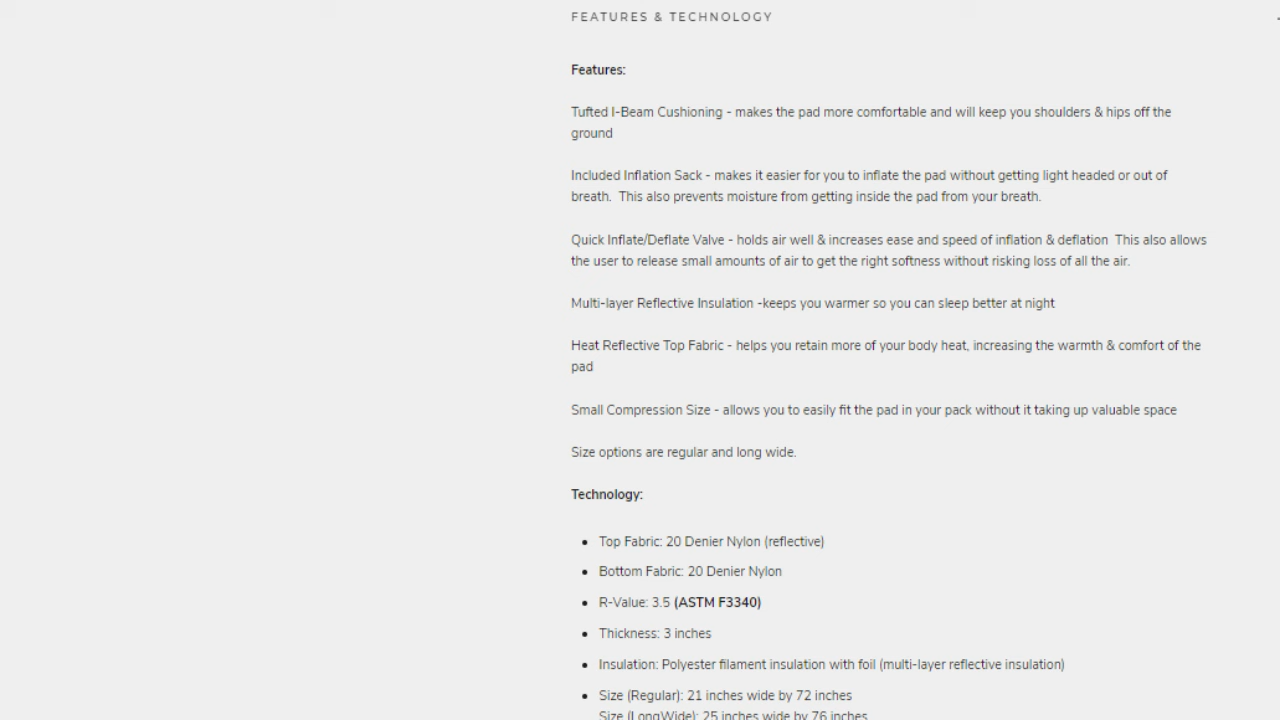 FEATURES & TECHNOLOGY
Features:
Tufted I-Beam Cushioning - makes the pad more comfortable and will keep you shoulders & hips off the
ground
Included Inflation Sack - makes it easier for you to inflate the pad without getting light headed or out of
breath.  This also prevents moisture from getting inside the pad from your breath.
Quick Inflate/Deflate Valve - holds air well & increases ease and speed of inflation & deflation  This also allows
the user to release small amounts of air to get the right softness without risking loss of all the air.
Multi-layer Reflective Insulation -keeps you warmer so you can sleep better at night
Heat Reflective Top Fabric - helps you retain more of your body heat, increasing the warmth & comfort of the
pad
Small Compression Size - allows you to easily fit the pad in your pack without it taking up valuable space
Size options are regular and long wide.
Technology:
• Top Fabric: 20 Denier Nylon (reflective)
• Bottom Fabric: 20 Denier Nylon
• R-Value: 3.5 (ASTM F3340)
• Thickness: 3 inches
• Insulation: Polyester filament insulation with foil (multi-layer reflective insulation)
• Size (Regular): 21 inches wide by 72 inches
Size (LongWide): 25 inches wide by 76 inches